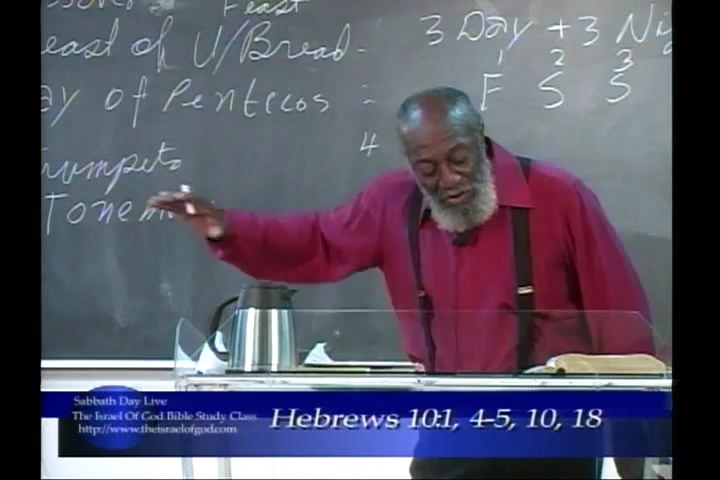 Feast
east of U/Bread - 3 Day + 3 Nig
1 2 3
ay of Pentecos = F S S
4
rumpets
Tonem
Sabbath Day Live
The Israel Of God Bible Study Class
http://www.theisraelofgod.com
Hebrews 10:1, 4-5, 10, 18